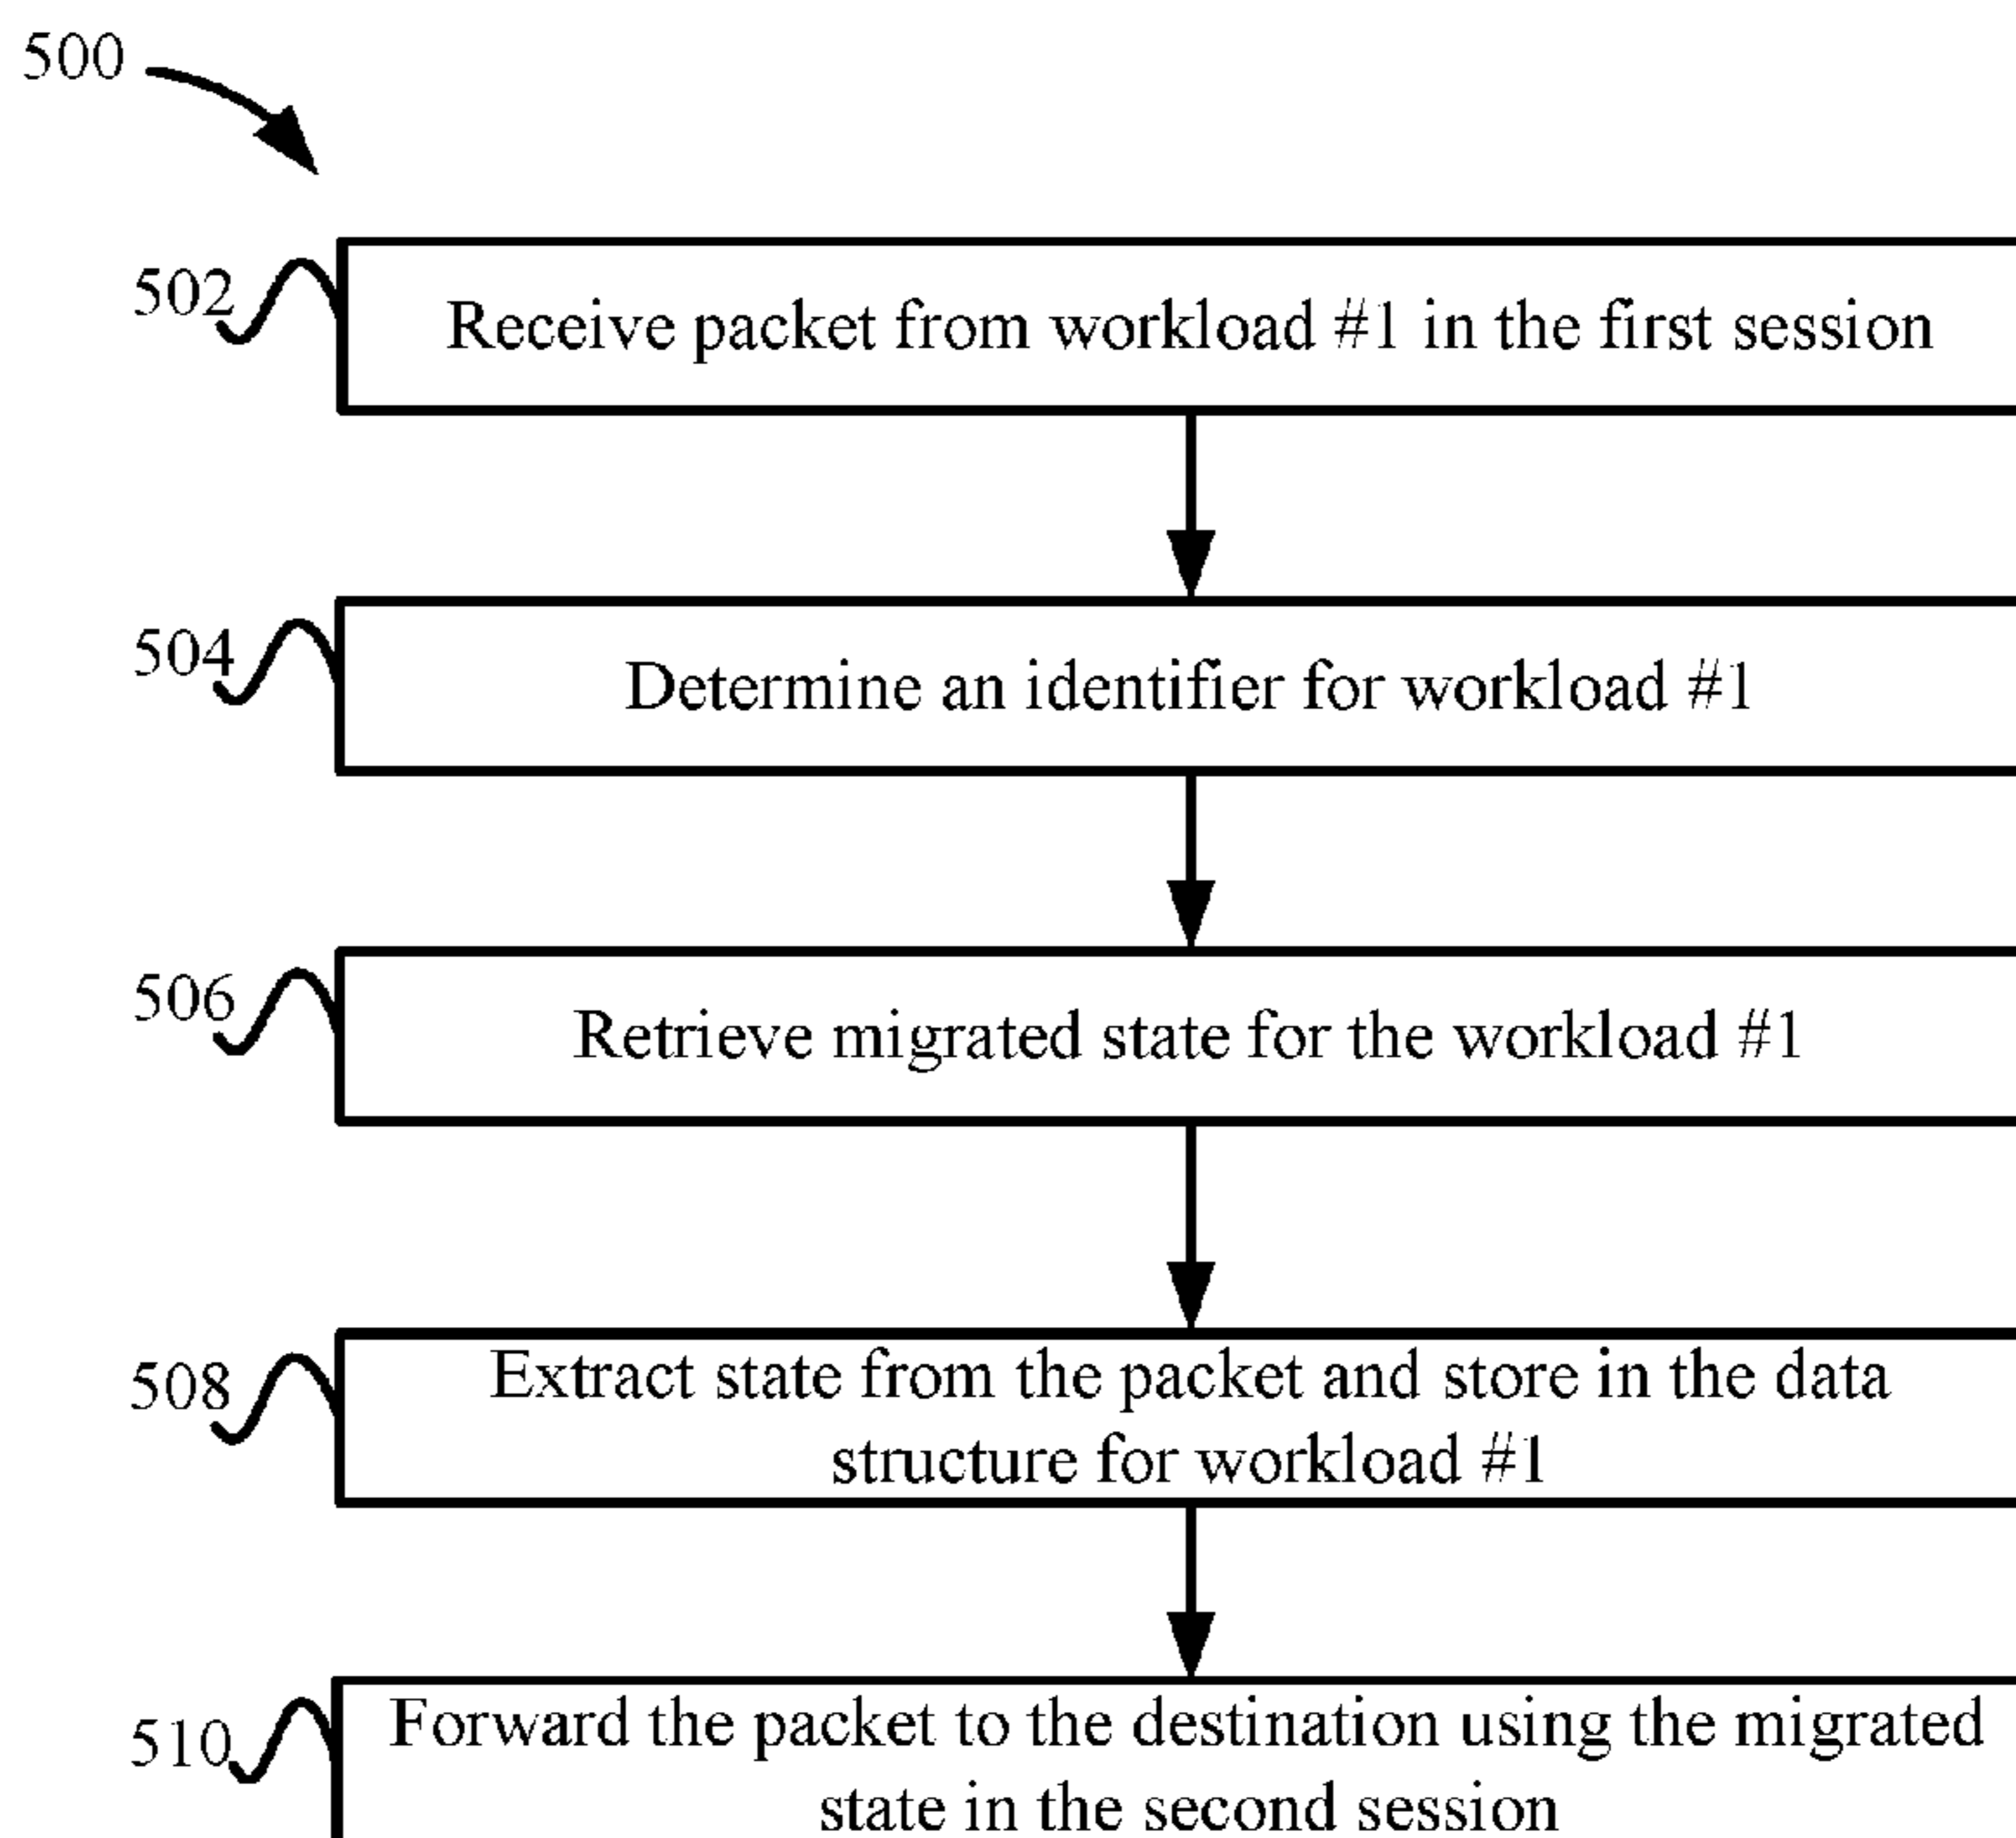 500
502
Receive packet from workload #1 in the first session
504
Determine an identifier for workload #1
506
Retrieve migrated state for the workload #1
508
Extract state from the packet and store in the data
structure for workload #1
510
Forward the packet to the destination using the migrated
state in the second session